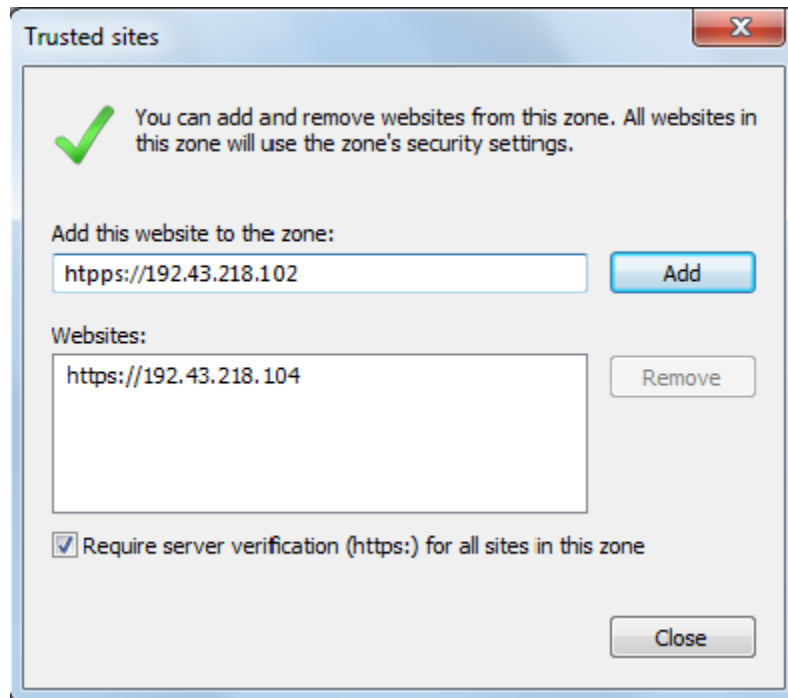 Trusted sites
You can add and remove websites from this zone. All websites in
this zone will use the zone's security settings.
Add this website to the zone:
htpps://192.43.218.102
Add
Websites:
https://192.43.218.104
Remove
Require server verification (https:) for all sites in this zone
Close